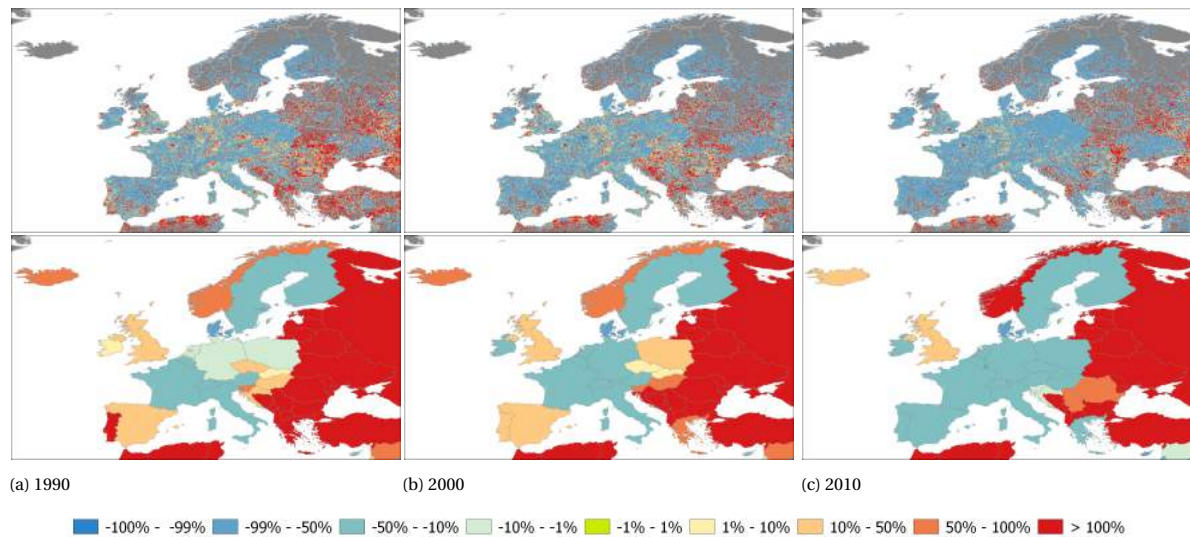 (a) 1990
(b) 2000
(c) 2010
-100% - -99%
-99% - -50%
-50% - -10%
-10% - -1%
-1% - 1%
1% - 10%
10% - 50%
50% - 100%
> 100%